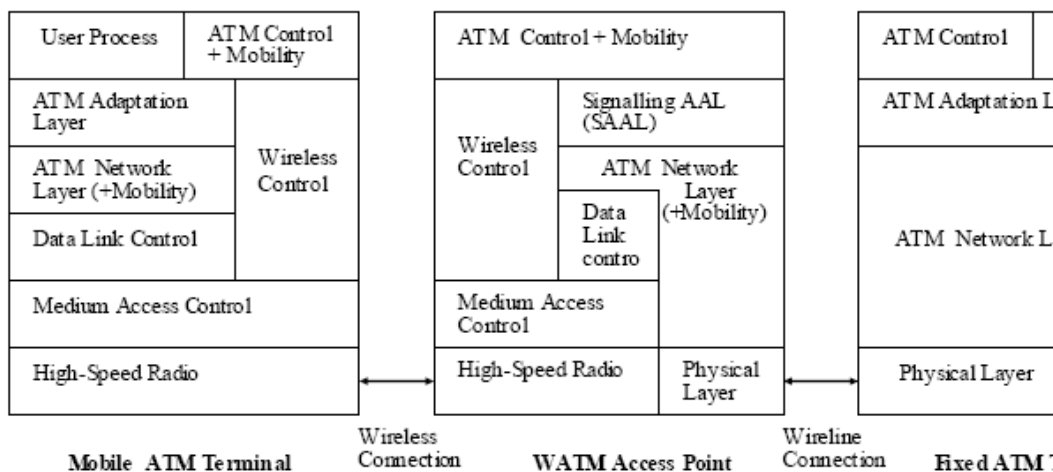 User Process
ATM Control
+ Mobility
ATM Adaptation
Layer
Wireless
Control
ATM Network
Layer (+Mobility)
Data Link Control
Medium Access Control
High-Speed Radio
Mobile ATM Terminal
Wireless
Connection
ATM Control + Mobility
Signalling AAL
(SAAL)
Wireless
Control
ATM Network
Layer
(+Mobility)
Data
Link
contro
Medium Access
Control
High-Speed Radio
Physical
Layer
WATM Access Point
Wireline
Connection
ATM Control
ATM Adaptation L
ATM Network L
Physical Layer
Fixed ATM T